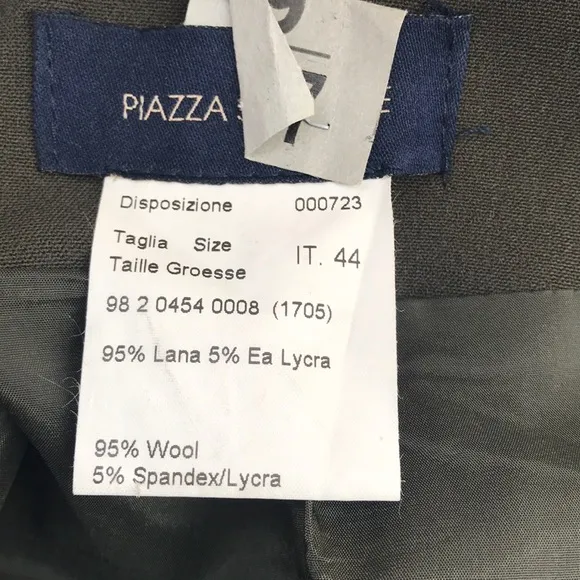 PIAZZA
Disposizione 000723
Taglia Size
Taille Groesse
IT. 44
98 2 0454 0008 (1705)
95% Lana 5% Ea Lycra
95% Wool
5% Spandex/Lycra